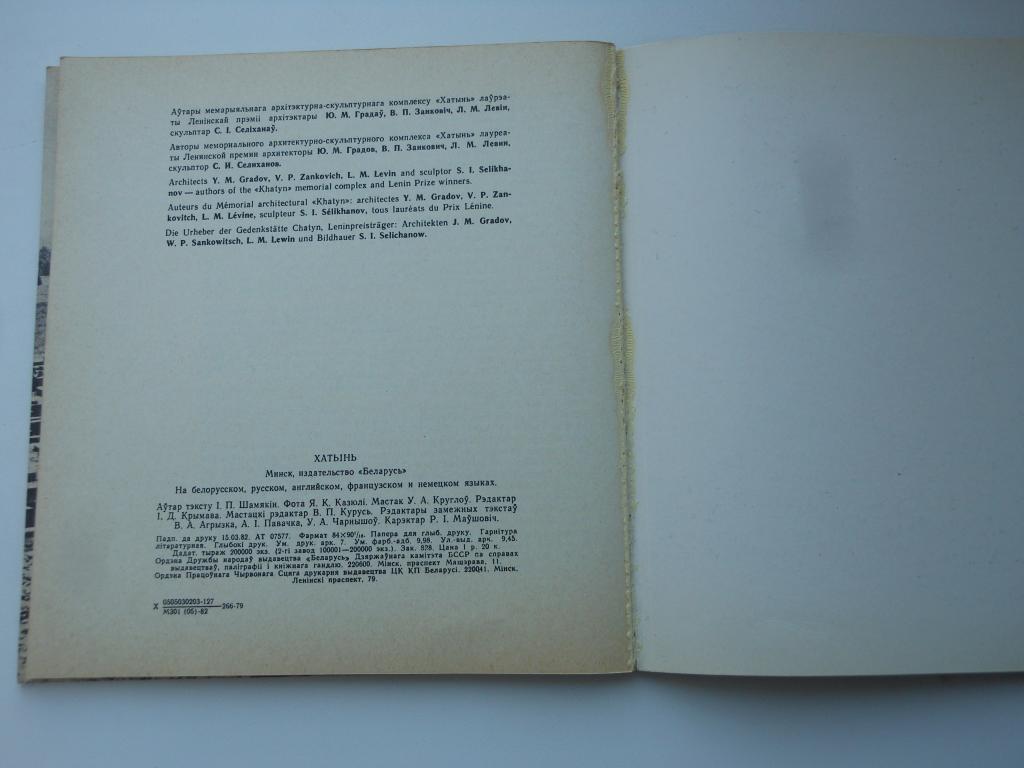 Аўтары мемарыяльнага архітэктурна-скульптурнага комплексу «Хатынь» лаўрэа-
ты Ленінскай прэміі архітэктары Ю. М. Градаў, В. П. Занковіч, Л. М. Левін,
скульптар С. І. Селіханаў.
Авторы мемориального архитектурно-скульптурного комплекса «Хатынь» лауреа-
ты Ленинской премии архитекторы Ю. М. Градов, В. П. Занкович, Л. М. Левин,
скульптор С. И. Селиханов.
Architects Y. M. Gradov, V. P. Zankovich, L. M. Levin and sculptor S. I. Selikha-
nov — authors of the «Khatyn» memorial complex and Lenin Prize winners.
Auteurs du Mémorial architectural «Khatyn»: architectes Y. M. Gradov, V. P. Zan-
kovitch, L. M. Lévine, sculpteur S. I. Sélikhanov, tous lauréats du Prix Lénine.
Die Urheber der Gedenkstätte Chatyn, Leninpreisträger: Architekten J. M. Gradov,
W. P. Sankowitsch, L. M. Lewin und Bildhauer S. I. Selichanow.
ХАТЫНЬ
Минск, издательство «Беларусь»
На белорусском, русском, английском, французском и немецком языках.
Аўтар тэксту І. П. Шамякін. Фота Я. К. Казюлі. Мастак У. А. Круглоў. Рэдактар
І. Д. Крымава. Мастацкі рэдактар В. П. Курусь. Рэдактары замежных тэкстаў
В. А. Агрызка, А. І. Павачка, У. А. Чарнышоў. Карэктар Р. І. Маўшовіч.
Падп. да друку 15.03.82. АТ 07577. Фармат 84×90¹/₁₆. Папера для глыб. друку. Гарнітура
літаратурная. Глыбокі друк. Ум. друк. арк. 7. Ум. фарб.-адб. 9,98. Ул.-выд. арк. 9,45.
Дадат. тыраж 200000 экз. (2-гі завод 100001—200000 экз.). Зак. 878. Цана 1 р. 20 к.
Ордэна Дружбы народаў выдавецтва «Беларусь» Дзяржаўнага камітэта БССР па справах
выдавецтваў, паліграфіі і кніжнага гандлю. 220600. Мінск, праспект Машэрава, 11.
Ордэна Працоўнага Чырвонага Сцяга друкарня выдавецтва ЦК КП Беларусі. 220041. Мінск,
Ленінскі праспект, 79.
Х 0505030203-127
М301 (05)-82 266-79